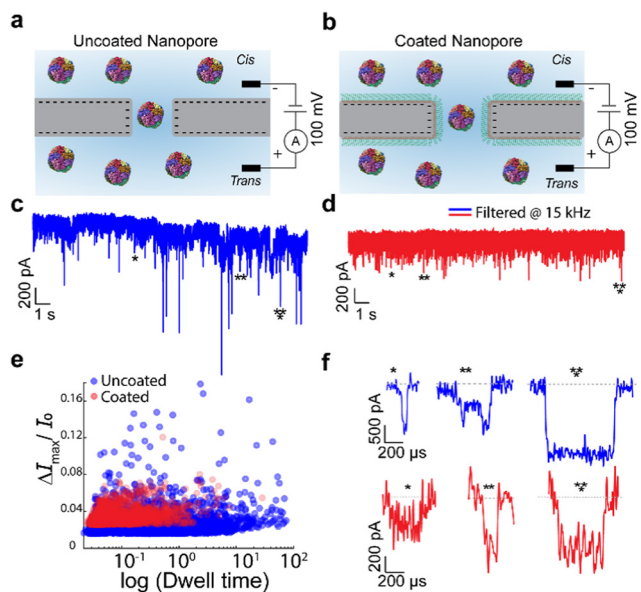 a
Uncoated Nanopore
Cis
-
100 mV
A
+
Trans
b
Coated Nanopore
Cis
-
100 mV
A
+
Trans
c
200 pA
1 s
*
**
***
d
Filtered @ 15 kHz
200 pA
1 s
*
**
***
e
Uncoated
Coated
ΔImax/ I0
0.16
0.12
0.08
0.04
0
10-1
100
101
102
log (Dwell time)
f
*
**
***
500 pA
200 μs
*
**
***
200 pA
200 μs